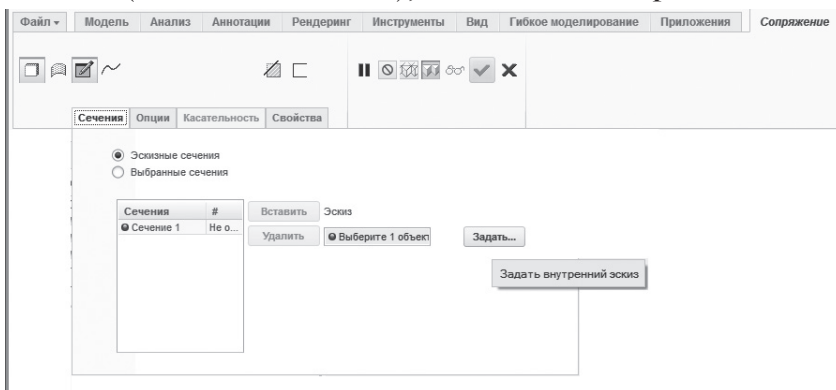 Файл Модель Анализ Аннотации Рендеринг Инструменты Вид Гибкое моделирование Приложения Сопряжение
Сечения Опции Касательность Свойства
Эскизные сечения
Выбранные сечения
Сечения # Вставить Эскиз
Сечение 1 Не о... Удалить Выберите 1 объект Задать...
Задать внутренний эскиз